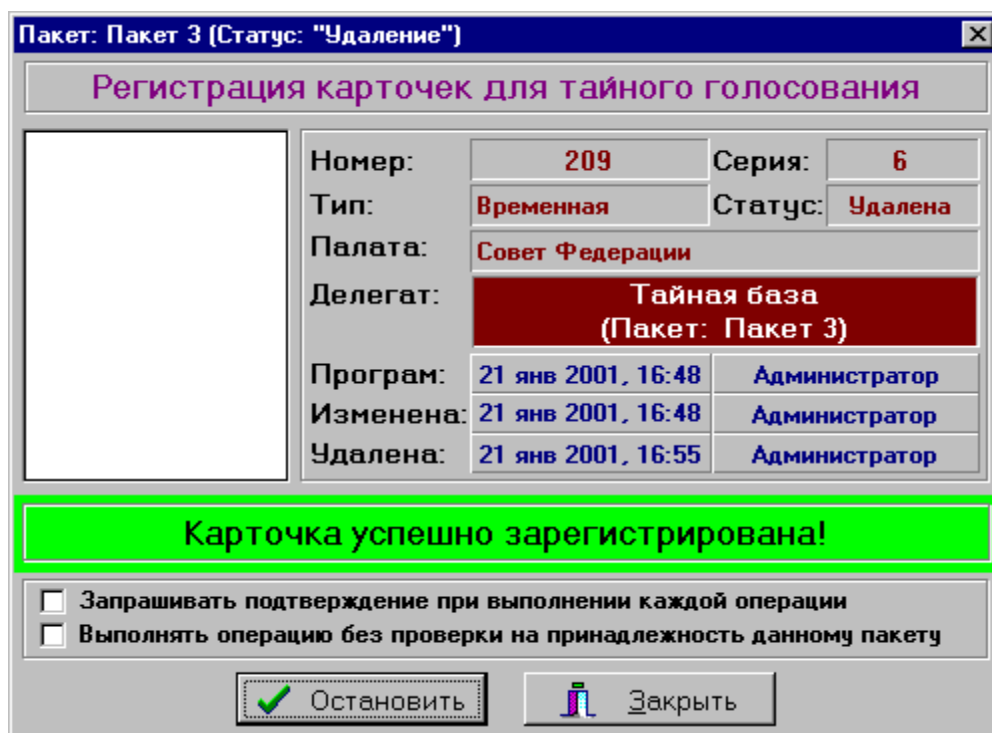 Пакет: Пакет 3 (Статус: "Удаление")
Регистрация карточек для тайного голосования
Номер: 209 Серия: 6
Тип: Временная Статус: Удалена
Палата: Совет Федерации
Делегат: Тайная база
(Пакет: Пакет 3)
Програм: 21 янв 2001, 16:48 Администратор
Изменена: 21 янв 2001, 16:48 Администратор
Удалена: 21 янв 2001, 16:55 Администратор
Карточка успешно зарегистрирована!
Запрашивать подтверждение при выполнении каждой операции
Выполнять операцию без проверки на принадлежность данному пакету
Остановить Закрыть